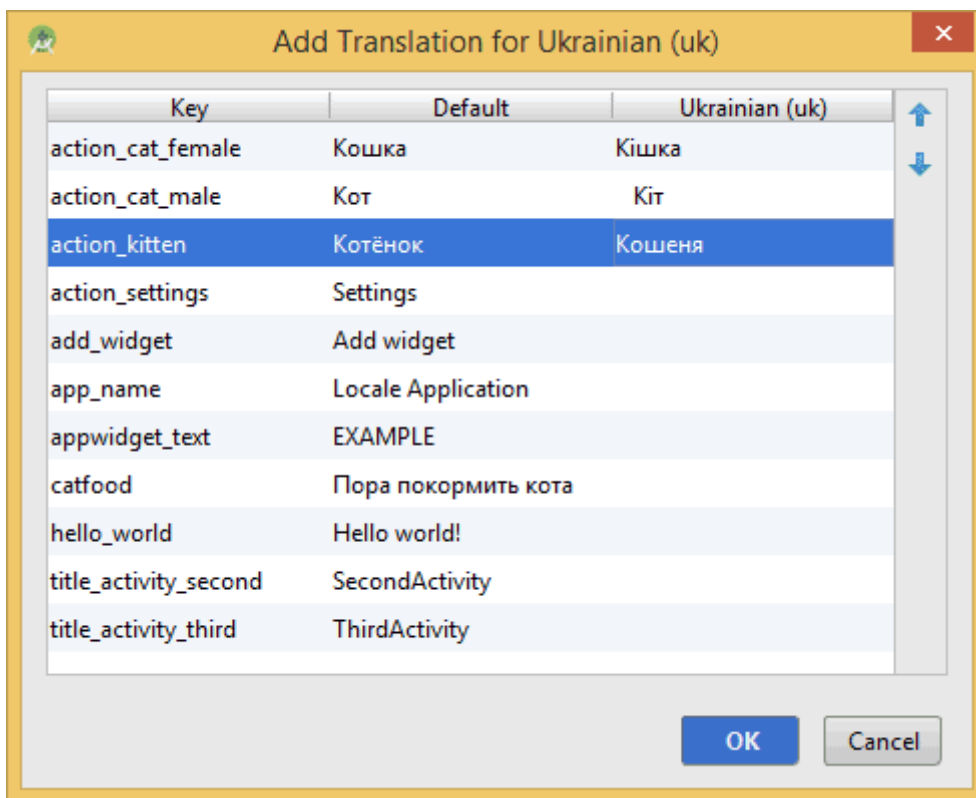 Add Translation for Ukrainian (uk)
Key Default Ukrainian (uk)
action_cat_female Кошка Кішка
action_cat_male Кот Кіт
action_kitten Котёнок Кошеня
action_settings Settings
add_widget Add widget
app_name Locale Application
appwidget_text EXAMPLE
catfood Пора покормить кота
hello_world Hello world!
title_activity_second SecondActivity
title_activity_third ThirdActivity
OK Cancel